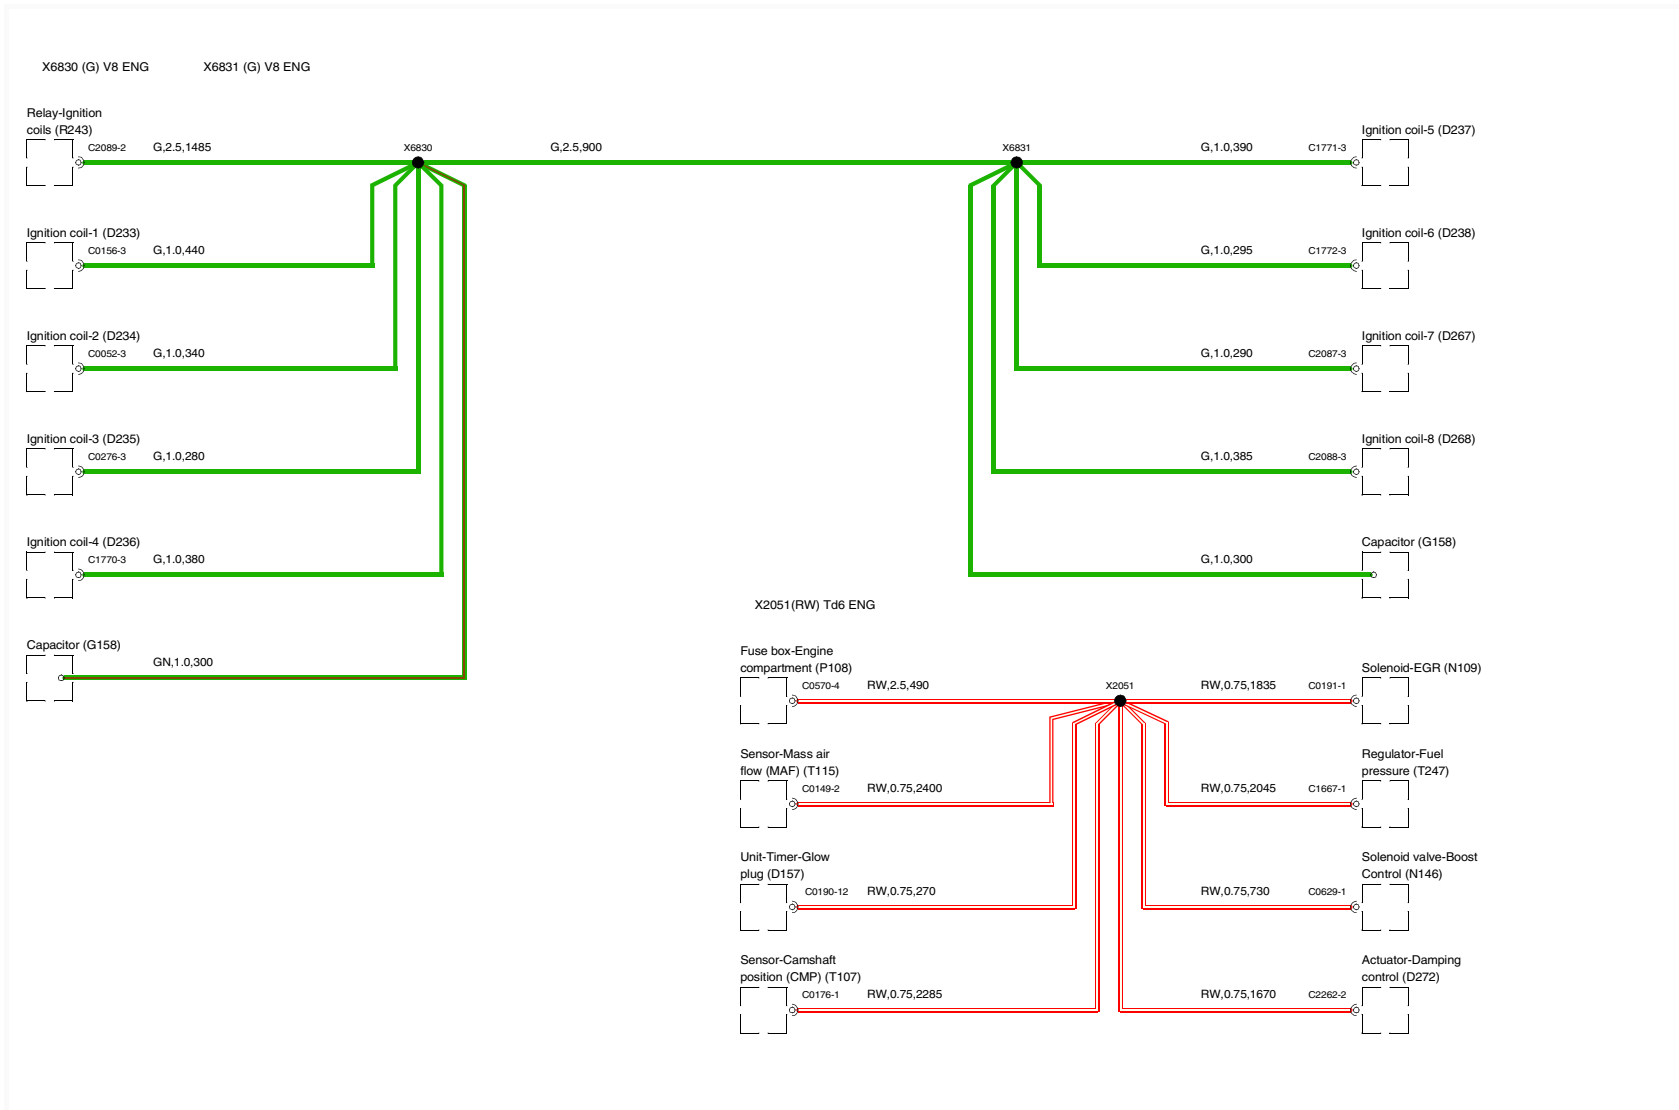 X6830 (G) V8 ENG X6831 (G) V8 ENG
Relay-Ignition
coils (R243)
C2089-2 G,2.5,1485 X6830 G,2.5,900 X6831 G,1.0,390 C1771-3
Ignition coil-5 (D237)
Ignition coil-1 (D233)
C0156-3 G,1.0,440
Ignition coil-6 (D238)
G,1.0,295 C1772-3
Ignition coil-2 (D234)
C0052-3 G,1.0,340
Ignition coil-7 (D267)
G,1.0,290 C2087-3
Ignition coil-3 (D235)
C0276-3 G,1.0,280
Ignition coil-8 (D268)
G,1.0,385 C2088-3
Ignition coil-4 (D236)
C1770-3 G,1.0,380
Capacitor (G158)
G,1.0,300
Capacitor (G158)
GN,1.0,300
X2051(RW) Td6 ENG
Fuse box-Engine
compartment (P108)
C0570-4 RW,2.5,490 X2051 RW,0.75,1835 C0191-1
Solenoid-EGR (N109)
Sensor-Mass air
flow (MAF) (T115)
C0149-2 RW,0.75,2400
Regulator-Fuel
pressure (T247)
RW,0.75,2045 C1667-1
Unit-Timer-Glow
plug (D157)
C0190-12 RW,0.75,270
Solenoid valve-Boost
Control (N146)
RW,0.75,730 C0629-1
Sensor-Camshaft
position (CMP) (T107)
C0176-1 RW,0.75,2285
Actuator-Damping
control (D272)
RW,0.75,1670 C2262-2